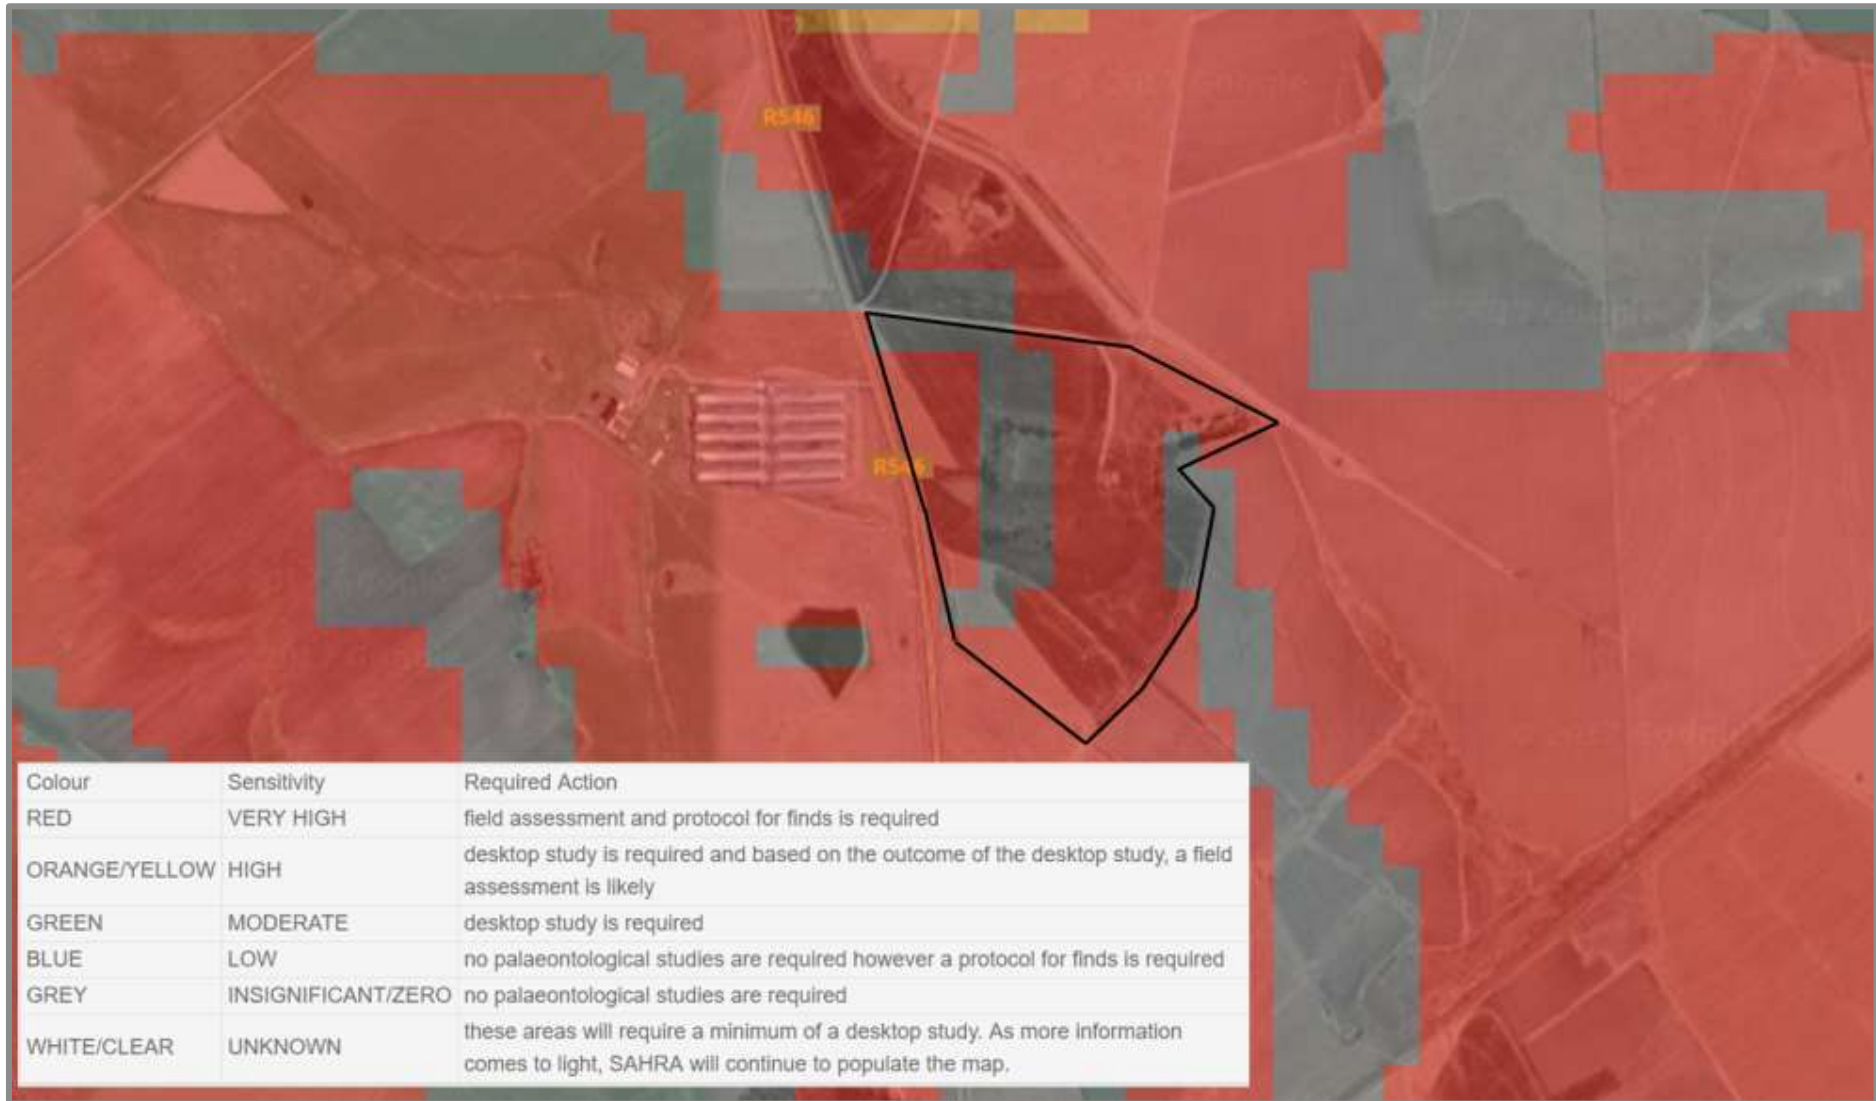 R546
R546
Colour Sensitivity Required Action
RED VERY HIGH field assessment and protocol for finds is required
ORANGE/YELLOW HIGH desktop study is required and based on the outcome of the desktop study, a field
assessment is likely
GREEN MODERATE desktop study is required
BLUE LOW no palaeontological studies are required however a protocol for finds is required
GREY INSIGNIFICANT/ZERO no palaeontological studies are required
WHITE/CLEAR UNKNOWN these areas will require a minimum of a desktop study. As more information
comes to light, SAHRA will continue to populate the map.